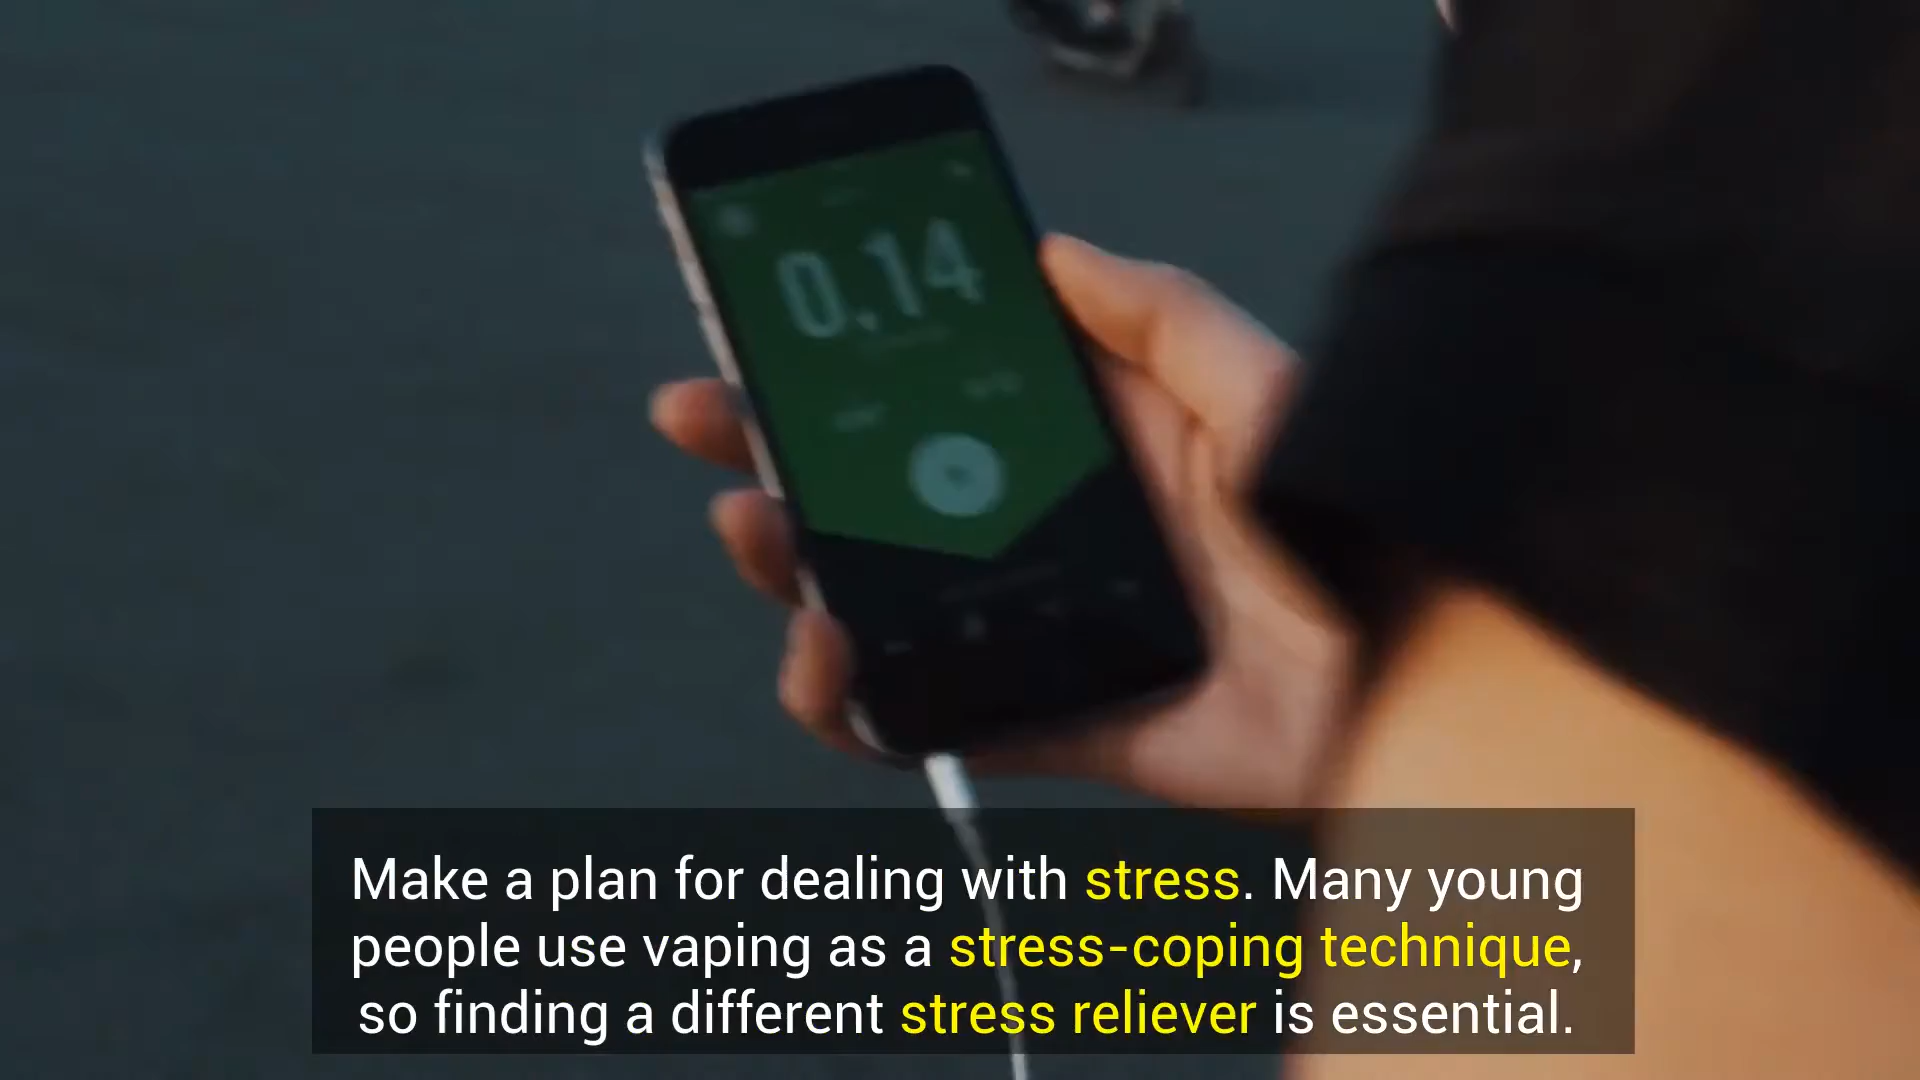 0.14
Make a plan for dealing with stress. Many young
people use vaping as a stress-coping technique,
so finding a different stress reliever is essential.